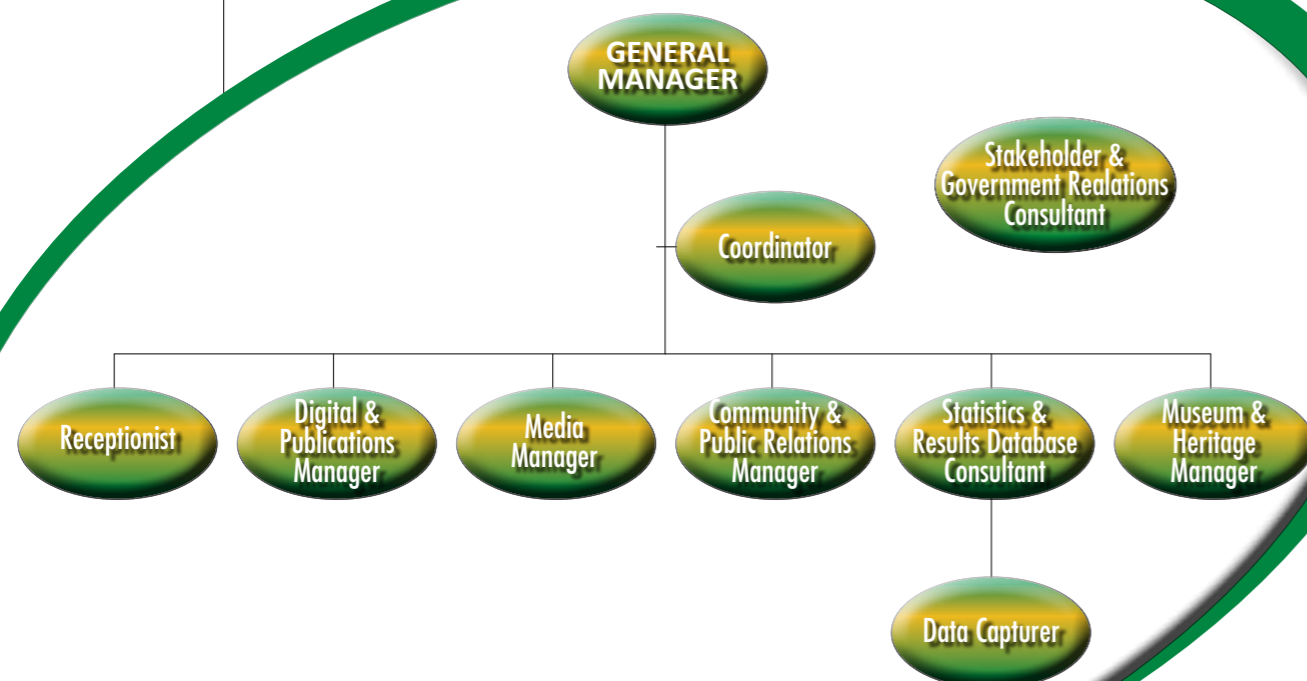 GENERAL
MANAGER
Stakeholder &
Government Realations
Consultant
Coordinator
Receptionist
Digital &
Publications
Manager
Media
Manager
Community &
Public Relations
Manager
Statistics &
Results Database
Consultant
Museum &
Heritage
Manager
Data Capturer